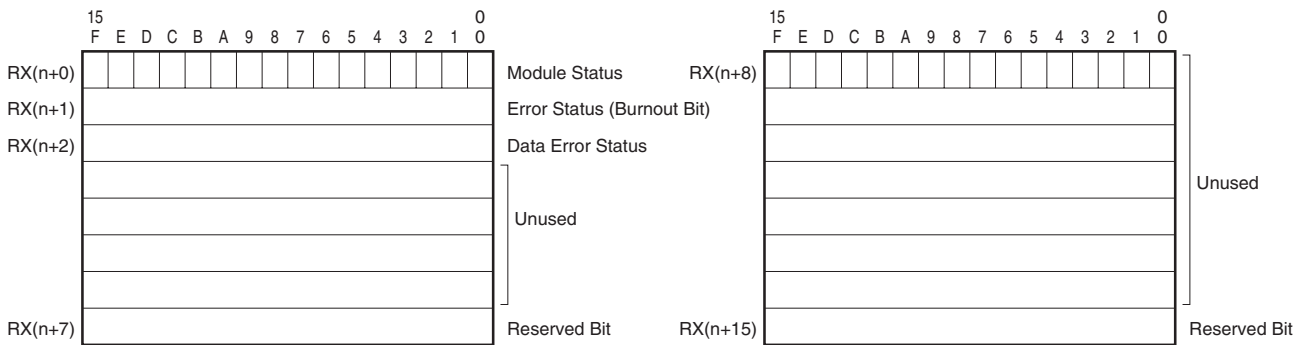 15 0
F E D C B A 9 8 7 6 5 4 3 2 1 0
RX(n+0) Module Status
RX(n+1) Error Status (Burnout Bit)
RX(n+2) Data Error Status
Unused
RX(n+7) Reserved Bit
15 0
F E D C B A 9 8 7 6 5 4 3 2 1 0
RX(n+8)
Unused
RX(n+15) Reserved Bit